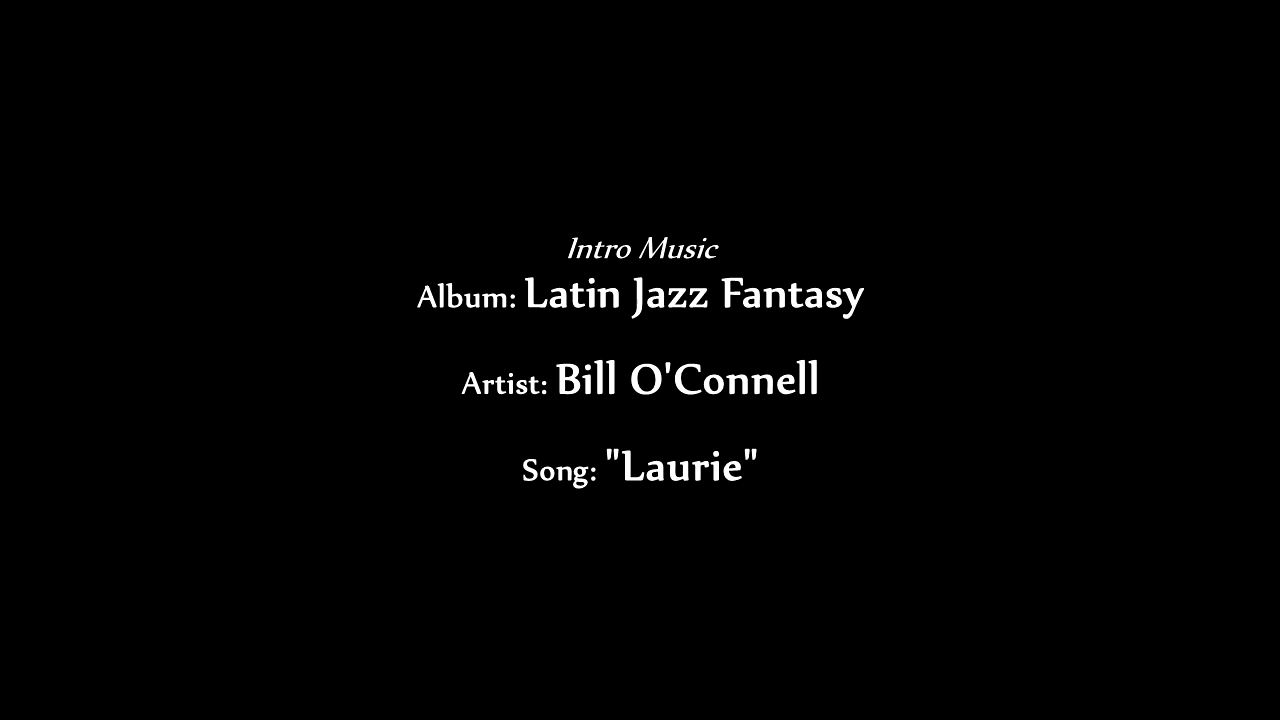 Intro Music
Album: Latin Jazz Fantasy
Artist: Bill O'Connell
Song: "Laurie"